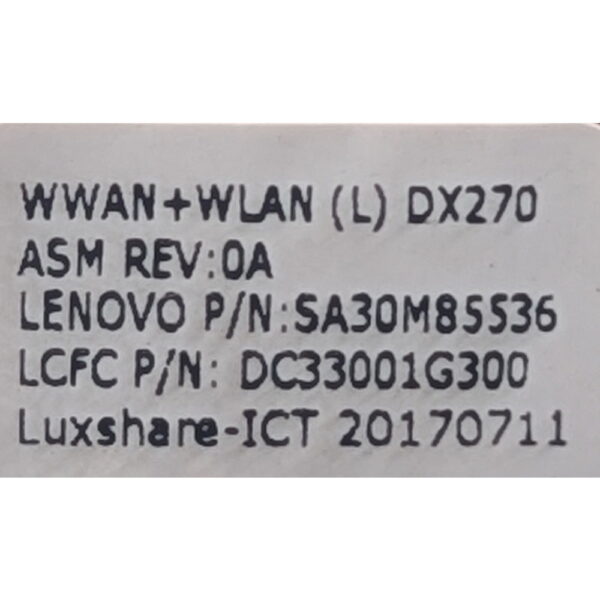 WWAN+WLAN (L) DX270
ASM REV:0A
LENOVO P/N:SA30M85536
LCFC P/N: DC33001G300
Luxshare-ICT 20170711